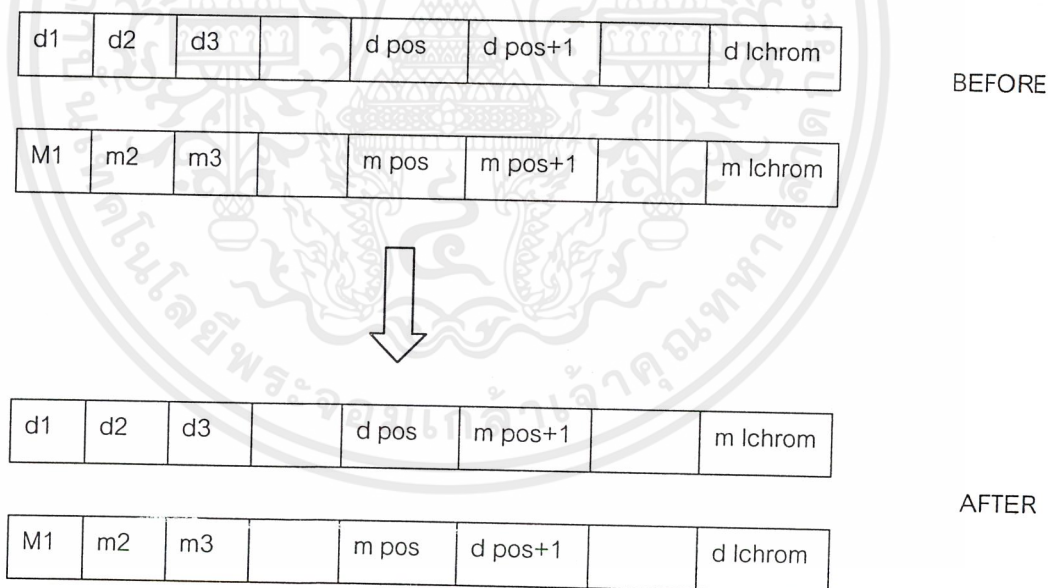 d1 d2 d3 d pos d pos+1 d lchrom
BEFORE
M1 m2 m3 m pos m pos+1 m lchrom
d1 d2 d3 d pos m pos+1 m lchrom
AFTER
M1 m2 m3 m pos d pos+1 d lchrom